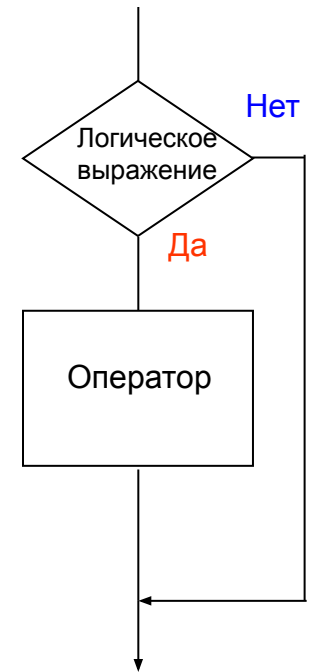 Нет
Логическое
выражение
Да
Оператор